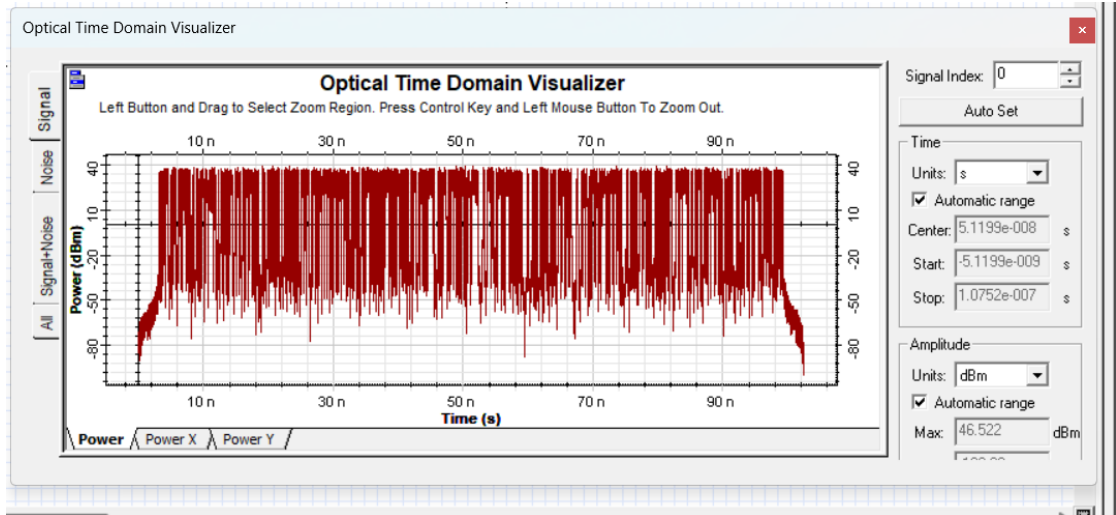 Optical Time Domain Visualizer
×
Optical Time Domain Visualizer
Left Button and Drag to Select Zoom Region. Press Control Key and Left Mouse Button To Zoom Out.
Signal
Noise
Signal+Noise
All
10 n 30 n 50 n 70 n 90 n
Power (dBm)
40
10
-20
-50
-80
40
10
-20
-50
-80
10 n 30 n 50 n 70 n 90 n
Time (s)
Power Power X Power Y
Signal Index: 0
Auto Set
Time
Units: s
Automatic range
Center: 5.1199e-008 s
Start: -5.1199e-009 s
Stop: 1.0752e-007 s
Amplitude
Units: dBm
Automatic range
Max: 46.522 dBm